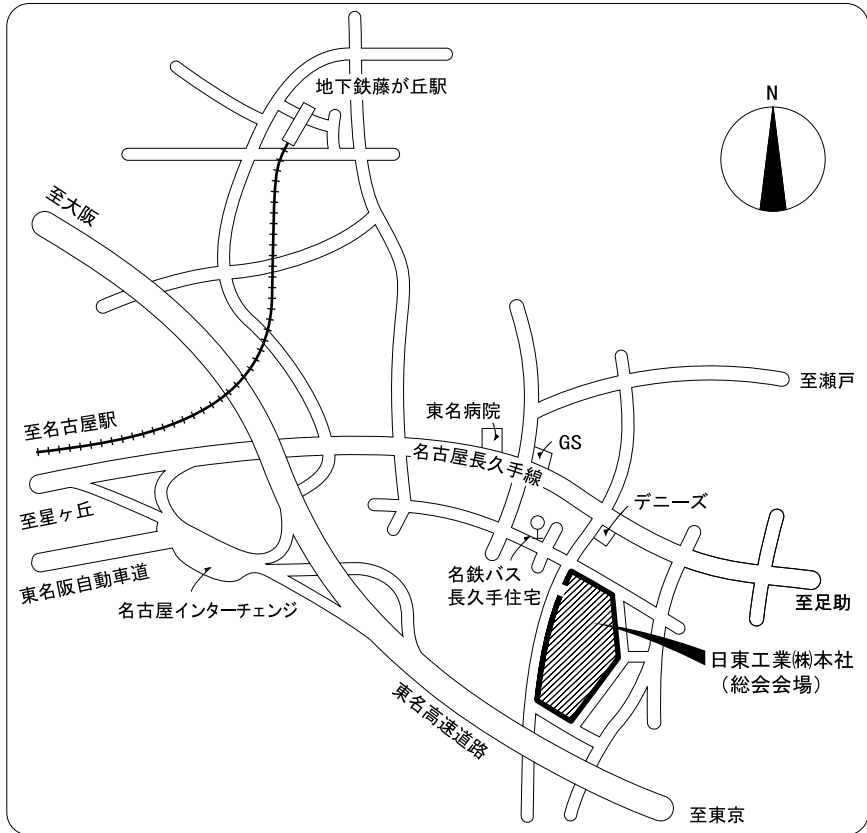 地下鉄藤が丘駅
N
至大阪
至瀬戸
至名古屋駅
東名病院
GS
名古屋長久手線
至星ヶ丘
デニーズ
東名阪自動車道
名古屋インターチェンジ
名鉄バス
長久手住宅
至足助
日東工業㈱本社
(総会会場)
東名高速道路
至東京